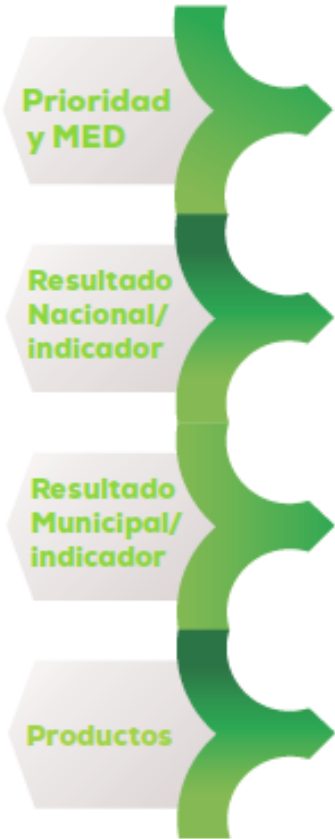 Prioridad
y MED
Resultado
Nacional/
indicador
Resultado
Municipal/
indicador
Productos